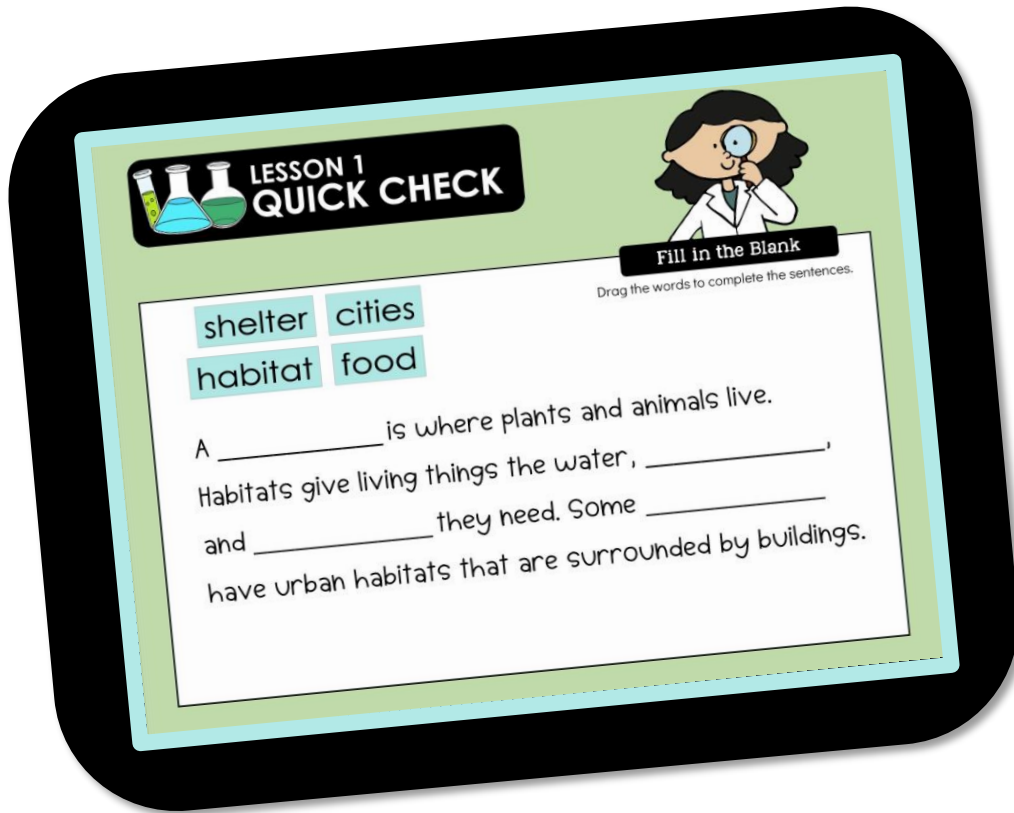 LESSON 1
QUICK CHECK
Fill in the Blank
Drag the words to complete the sentences.
shelter cities
habitat food
A ____________ is where plants and animals live.
Habitats give living things the water, ____________,
and ____________ they need. Some ____________
have urban habitats that are surrounded by buildings.